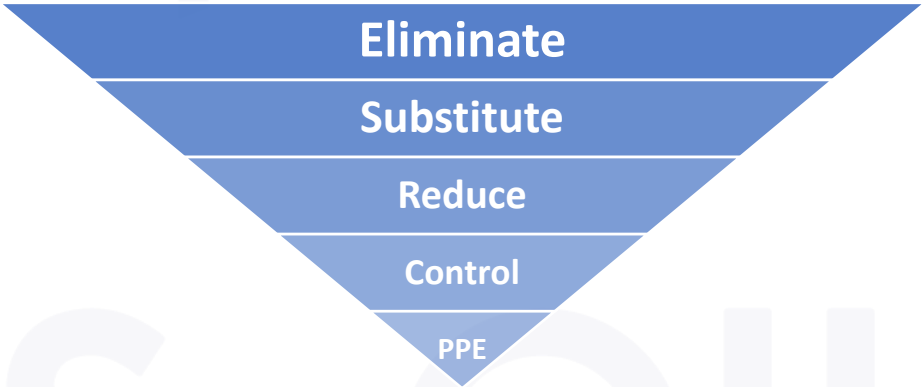 Eliminate
Substitute
Reduce
Control
PPE